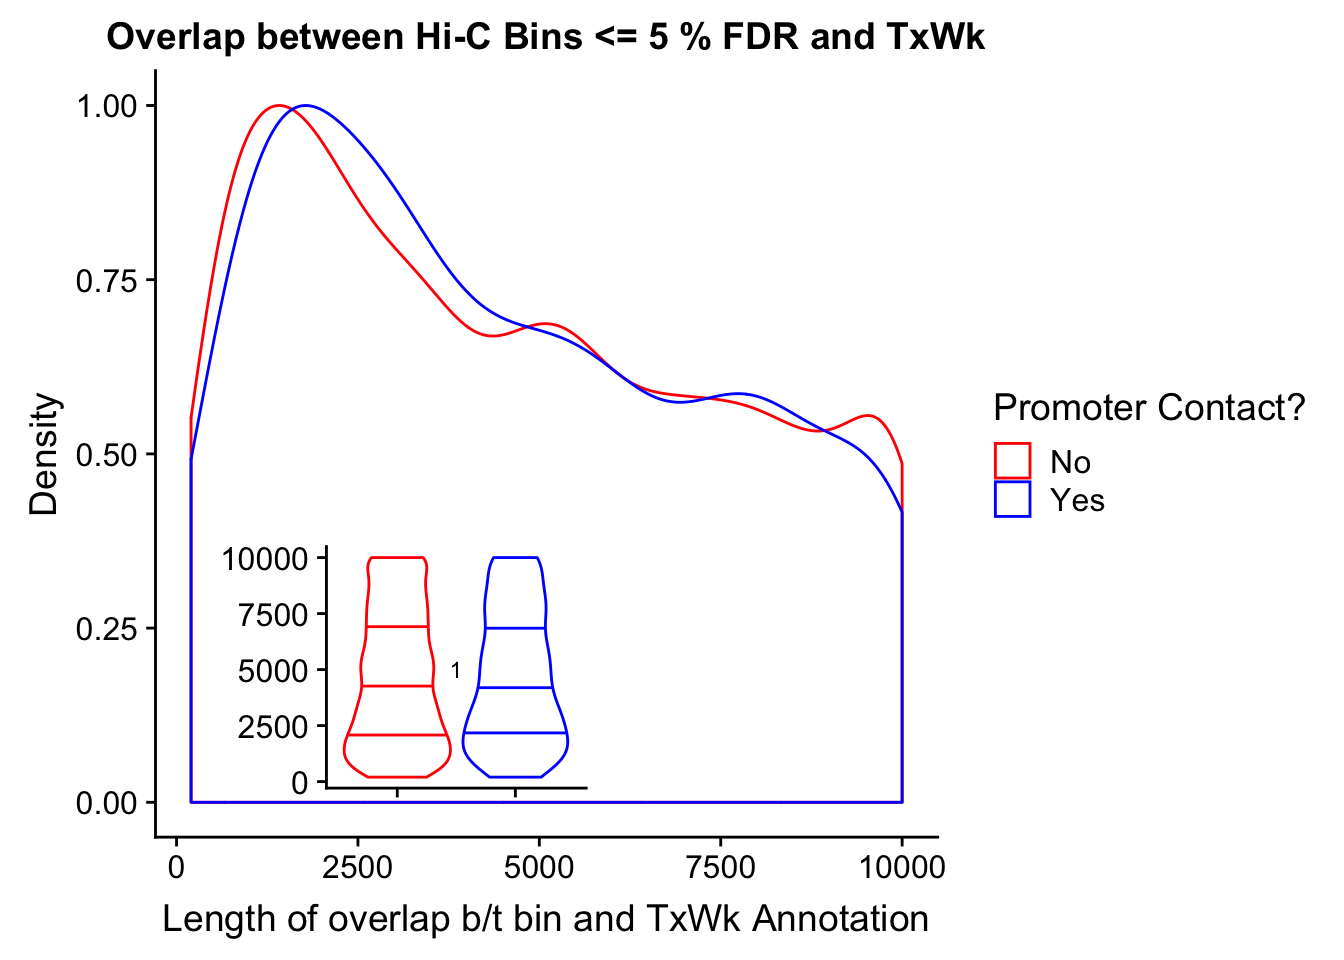 Overlap between Hi-C Bins <= 5 % FDR and TxWk
1.00
0.75
0.50
0.25
0.00
Density
10000
7500
5000
2500
0
1
0 2500 5000 7500 10000
Length of overlap b/t bin and TxWk Annotation
Promoter Contact?
No
Yes